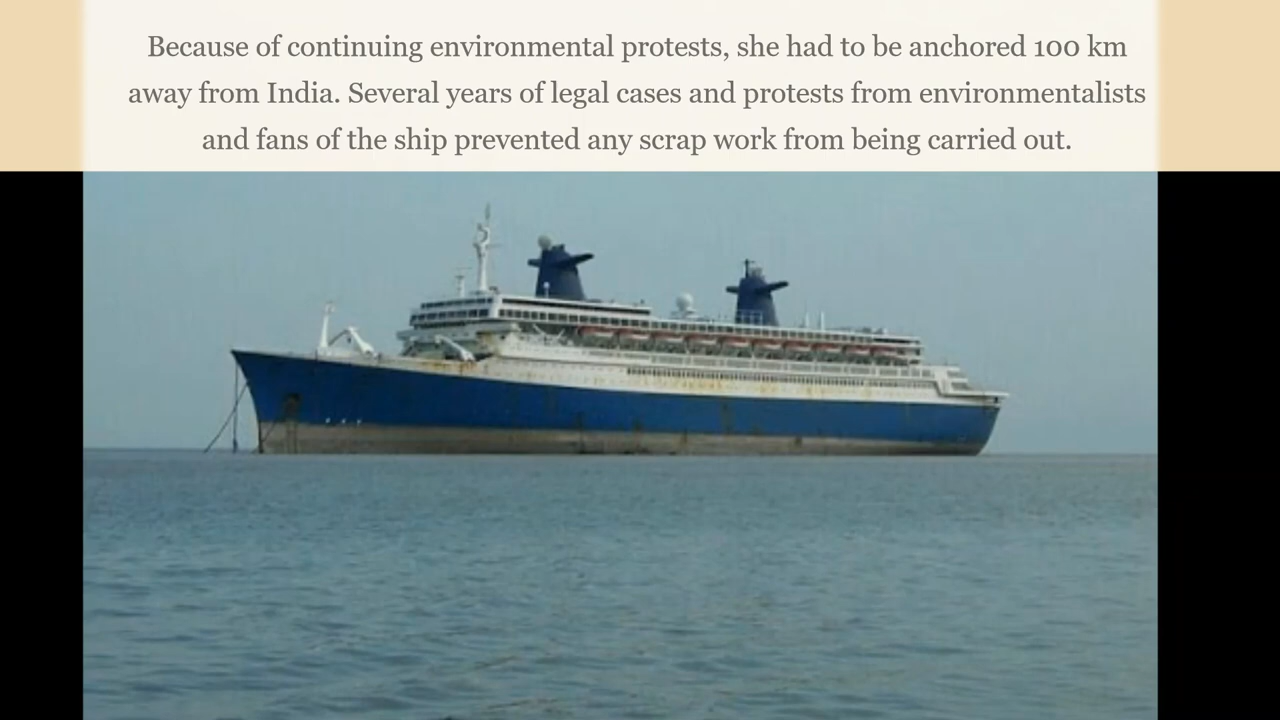 Because of continuing environmental protests, she had to be anchored 100 km
away from India. Several years of legal cases and protests from environmentalists
and fans of the ship prevented any scrap work from being carried out.